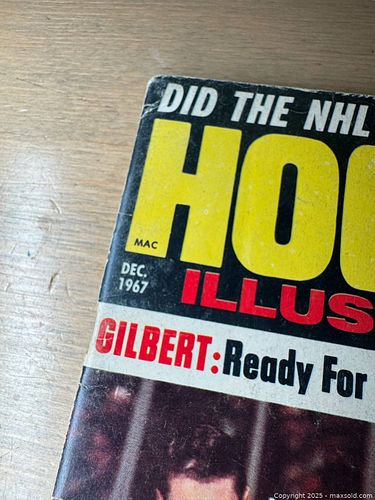 DID THE NHL
HO
MAC
DEC.
1967
ILLUS
GILBERT: Ready For
Copyright 2025 - maxsold.com